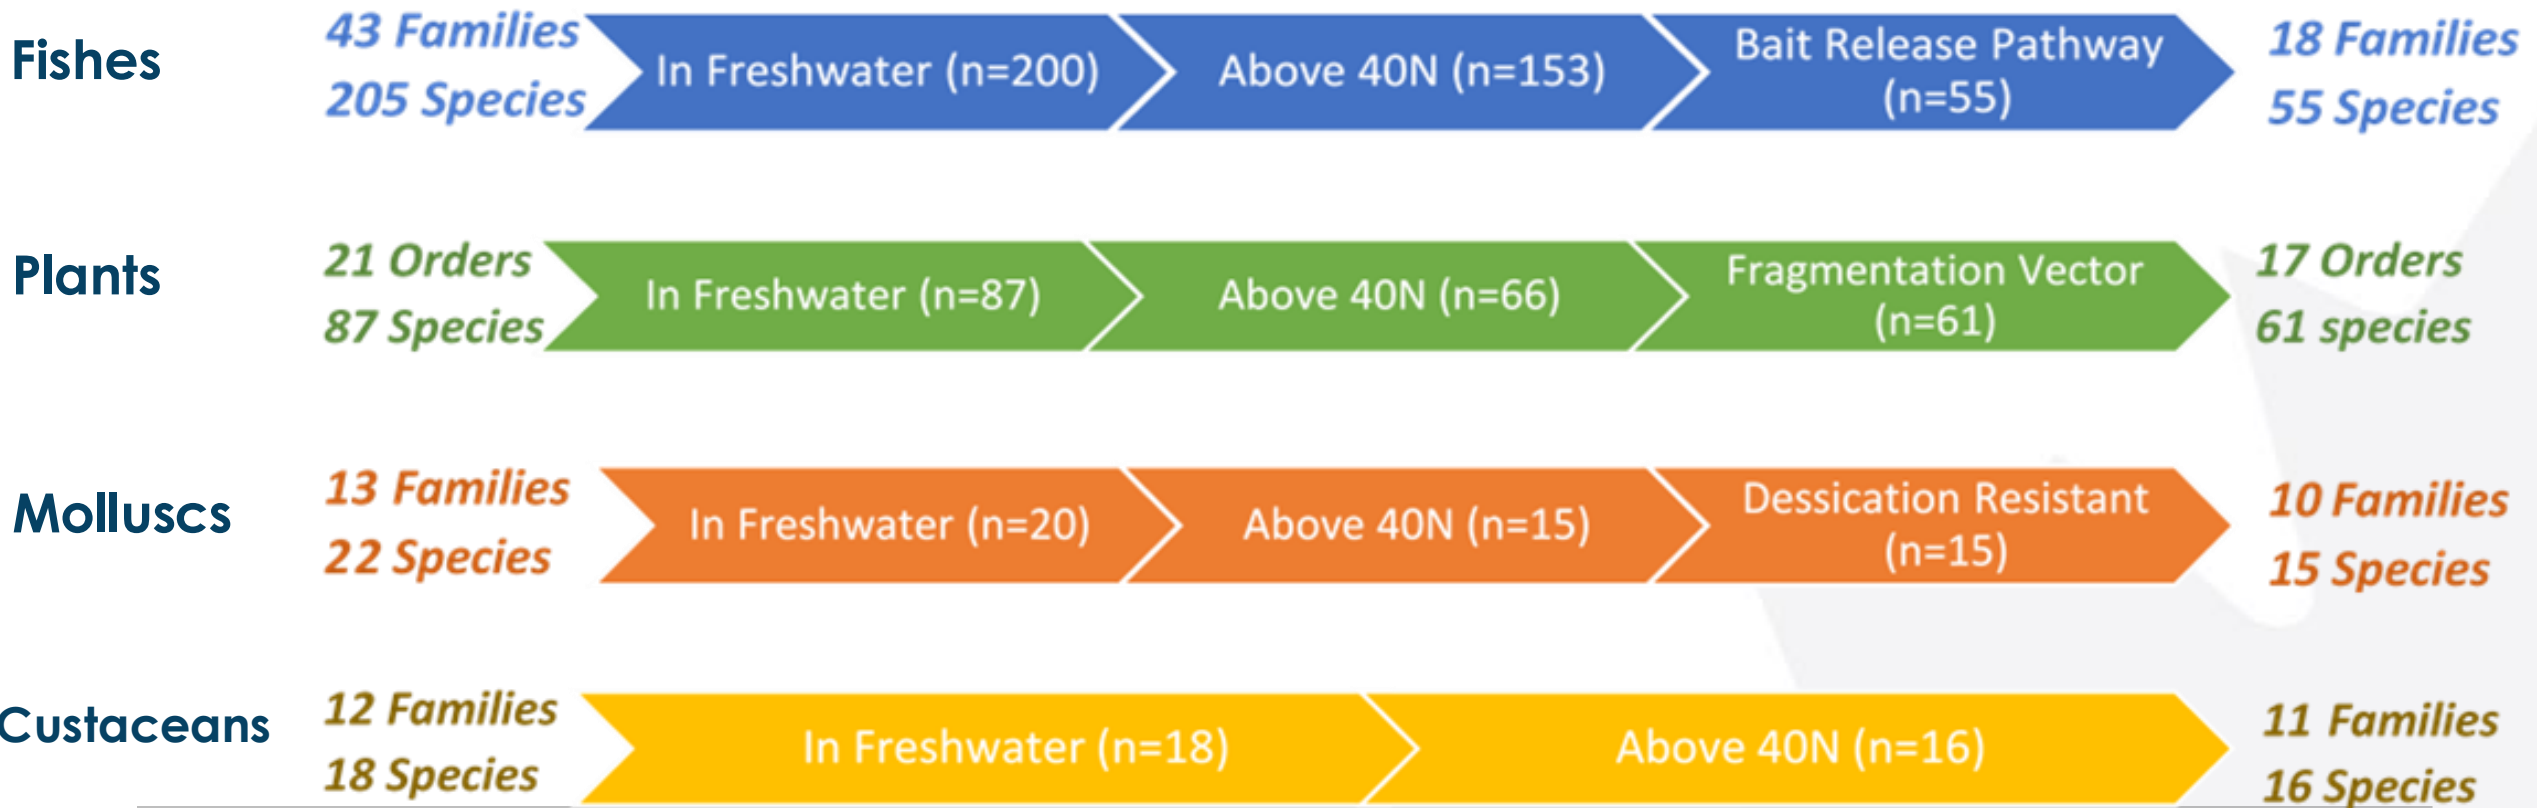 Fishes
43 Families
205 Species
In Freshwater (n=200)
Above 40N (n=153)
Bait Release Pathway
(n=55)
18 Families
55 Species
Plants
21 Orders
87 Species
In Freshwater (n=87)
Above 40N (n=66)
Fragmentation Vector
(n=61)
17 Orders
61 species
Molluscs
13 Families
22 Species
In Freshwater (n=20)
Above 40N (n=15)
Dessication Resistant
(n=15)
10 Families
15 Species
Custaceans
12 Families
18 Species
In Freshwater (n=18)
Above 40N (n=16)
11 Families
16 Species